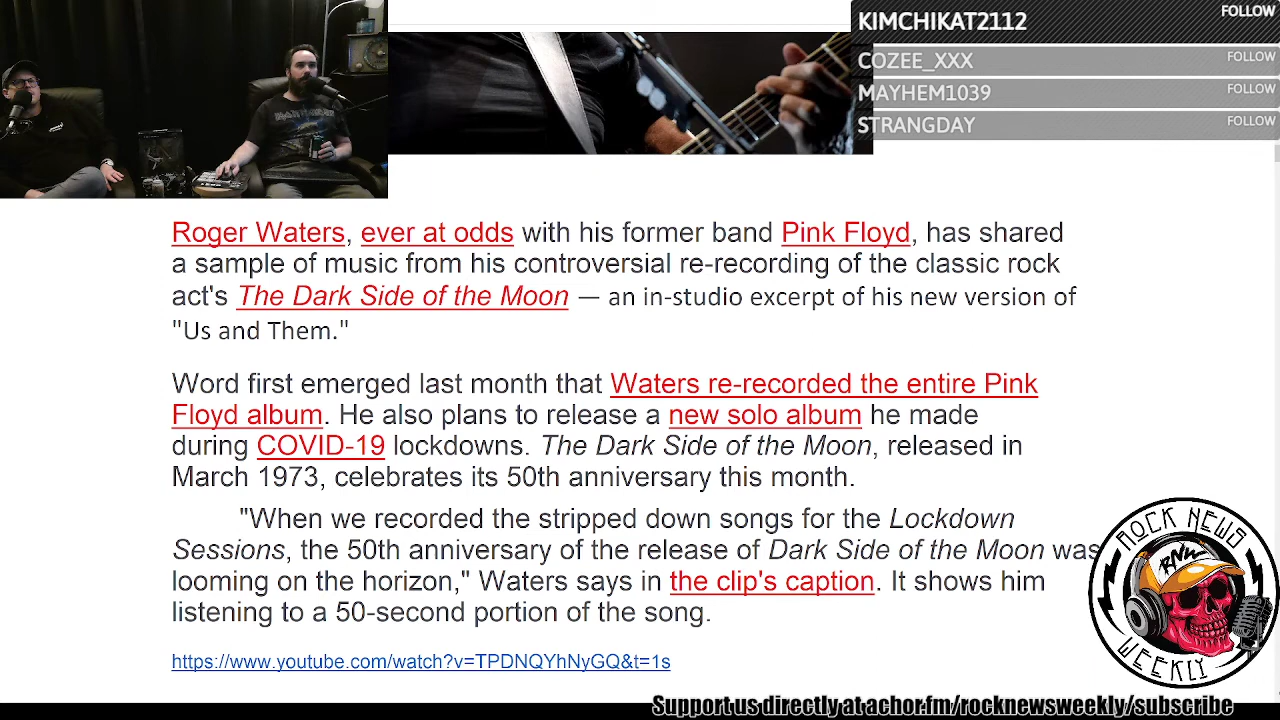 KIMCHIKAT2112 FOLLOW
COZEE_XXX FOLLOW
MAYHEM1039 FOLLOW
STRANGDAY FOLLOW
Roger Waters, ever at odds with his former band Pink Floyd, has shared
a sample of music from his controversial re-recording of the classic rock
act's The Dark Side of the Moon — an in-studio excerpt of his new version of
"Us and Them."
Word first emerged last month that Waters re-recorded the entire Pink
Floyd album. He also plans to release a new solo album he made
during COVID-19 lockdowns. The Dark Side of the Moon, released in
March 1973, celebrates its 50th anniversary this month.
"When we recorded the stripped down songs for the Lockdown
Sessions, the 50th anniversary of the release of Dark Side of the Moon was
looming on the horizon," Waters says in the clip's caption. It shows him
listening to a 50-second portion of the song.
https://www.youtube.com/watch?v=TPDNQYhNyGQ&t=1s
ROCK NEWS
RNW
WEEKLY
Support us directly at achor.fm/rocknewsweekly/subscribe